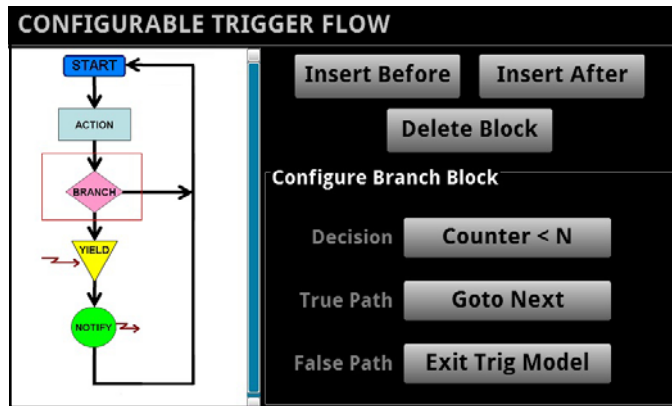 CONFIGURABLE TRIGGER FLOW
START
ACTION
BRANCH
YIELD
NOTIFY
Insert Before
Insert After
Delete Block
Configure Branch Block
Decision
Counter < N
True Path
Goto Next
False Path
Exit Trig Model